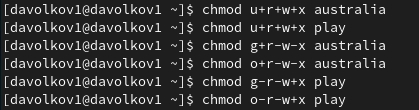 [davolkov1@davolkov1 ~]$ chmod u+r+w+x australia
[davolkov1@davolkov1 ~]$ chmod u+r+w+x play
[davolkov1@davolkov1 ~]$ chmod g+r-w-x australia
[davolkov1@davolkov1 ~]$ chmod o+r-w-x australia
[davolkov1@davolkov1 ~]$ chmod g-r-w+x play
[davolkov1@davolkov1 ~]$ chmod o-r-w+x play